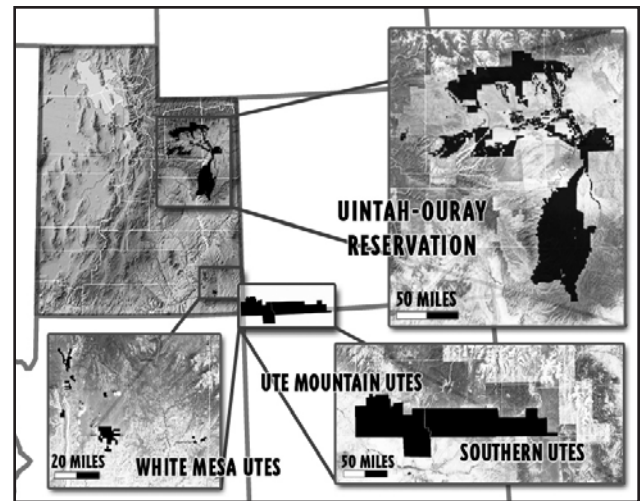 UINTAH-OURAY
RESERVATION
50 MILES
UTE MOUNTAIN UTES
20 MILES
WHITE MESA UTES
50 MILES
SOUTHERN UTES